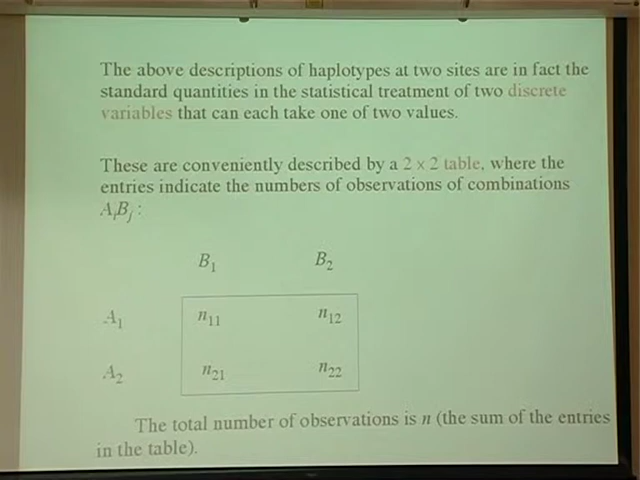 The above descriptions of haplotypes at two sites are in fact the
standard quantities in the statistical treatment of two discrete
variables that can each take one of two values.
These are conveniently described by a 2 × 2 table, where the
entries indicate the numbers of observations of combinations
AᵢBⱼ :
B₁ B₂
A₁ n₁₁ n₁₂
A₂ n₂₁ n₂₂
The total number of observations is n (the sum of the entries
in the table).